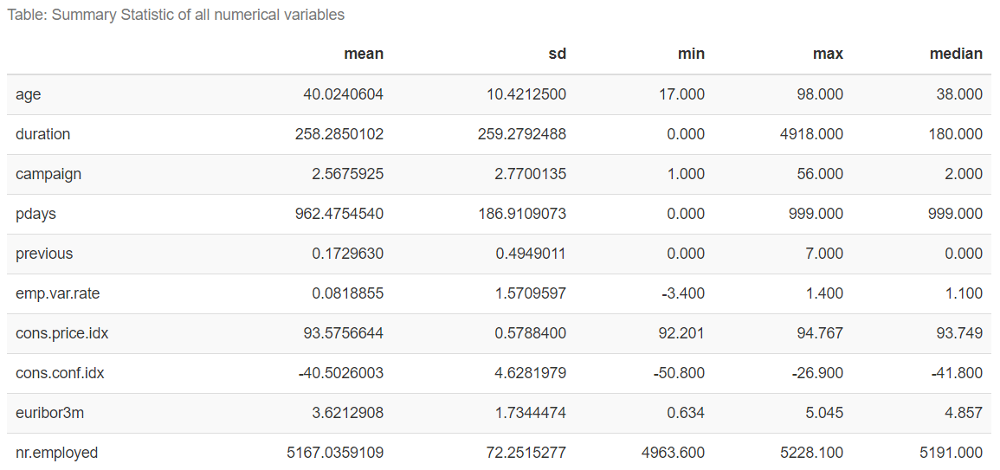 Table: Summary Statistic of all numerical variables
mean sd min max median
age 40.0240604 10.4212500 17.000 98.000 38.000
duration 258.2850102 259.2792488 0.000 4918.000 180.000
campaign 2.5675925 2.7700135 1.000 56.000 2.000
pdays 962.4754540 186.9109073 0.000 999.000 999.000
previous 0.1729630 0.4949011 0.000 7.000 0.000
emp.var.rate 0.0818855 1.5709597 -3.400 1.400 1.100
cons.price.idx 93.5756644 0.5788400 92.201 94.767 93.749
cons.conf.idx -40.5026003 4.6281979 -50.800 -26.900 -41.800
euribor3m 3.6212908 1.7344474 0.634 5.045 4.857
nr.employed 5167.0359109 72.2515277 4963.600 5228.100 5191.000